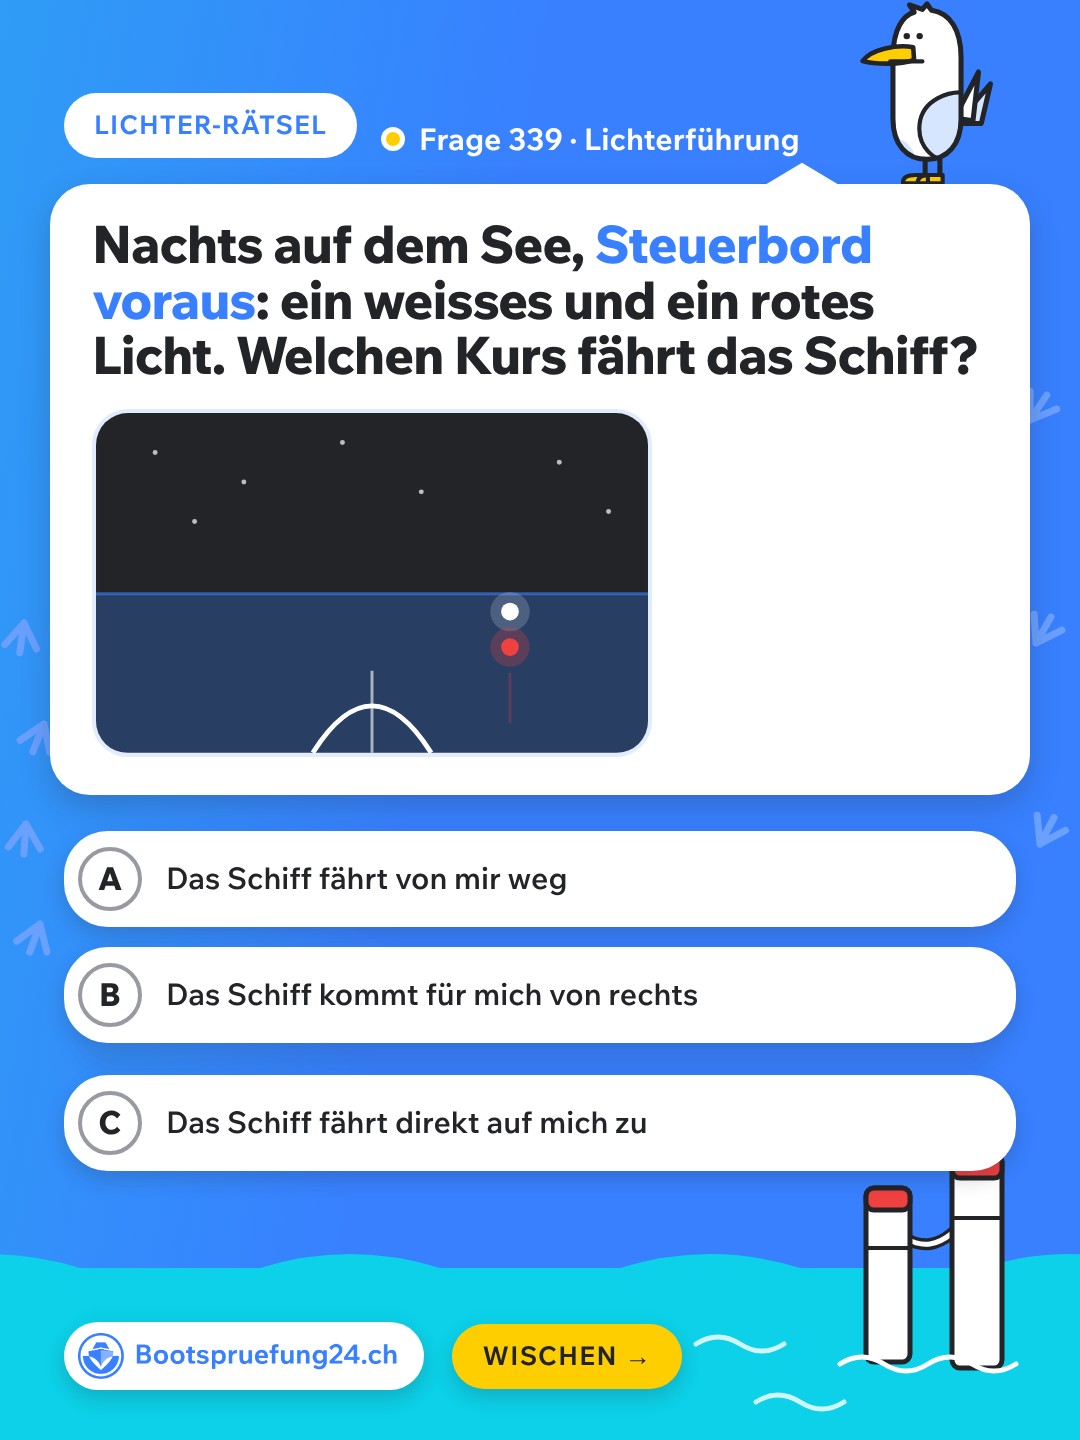 LICHTER-RÄTSEL
Frage 339 · Lichterführung
Nachts auf dem See, Steuerbord
voraus: ein weisses und ein rotes
Licht. Welchen Kurs fährt das Schiff?
A Das Schiff fährt von mir weg
B Das Schiff kommt für mich von rechts
C Das Schiff fährt direkt auf mich zu
Bootspruefung24.ch
WISCHEN →